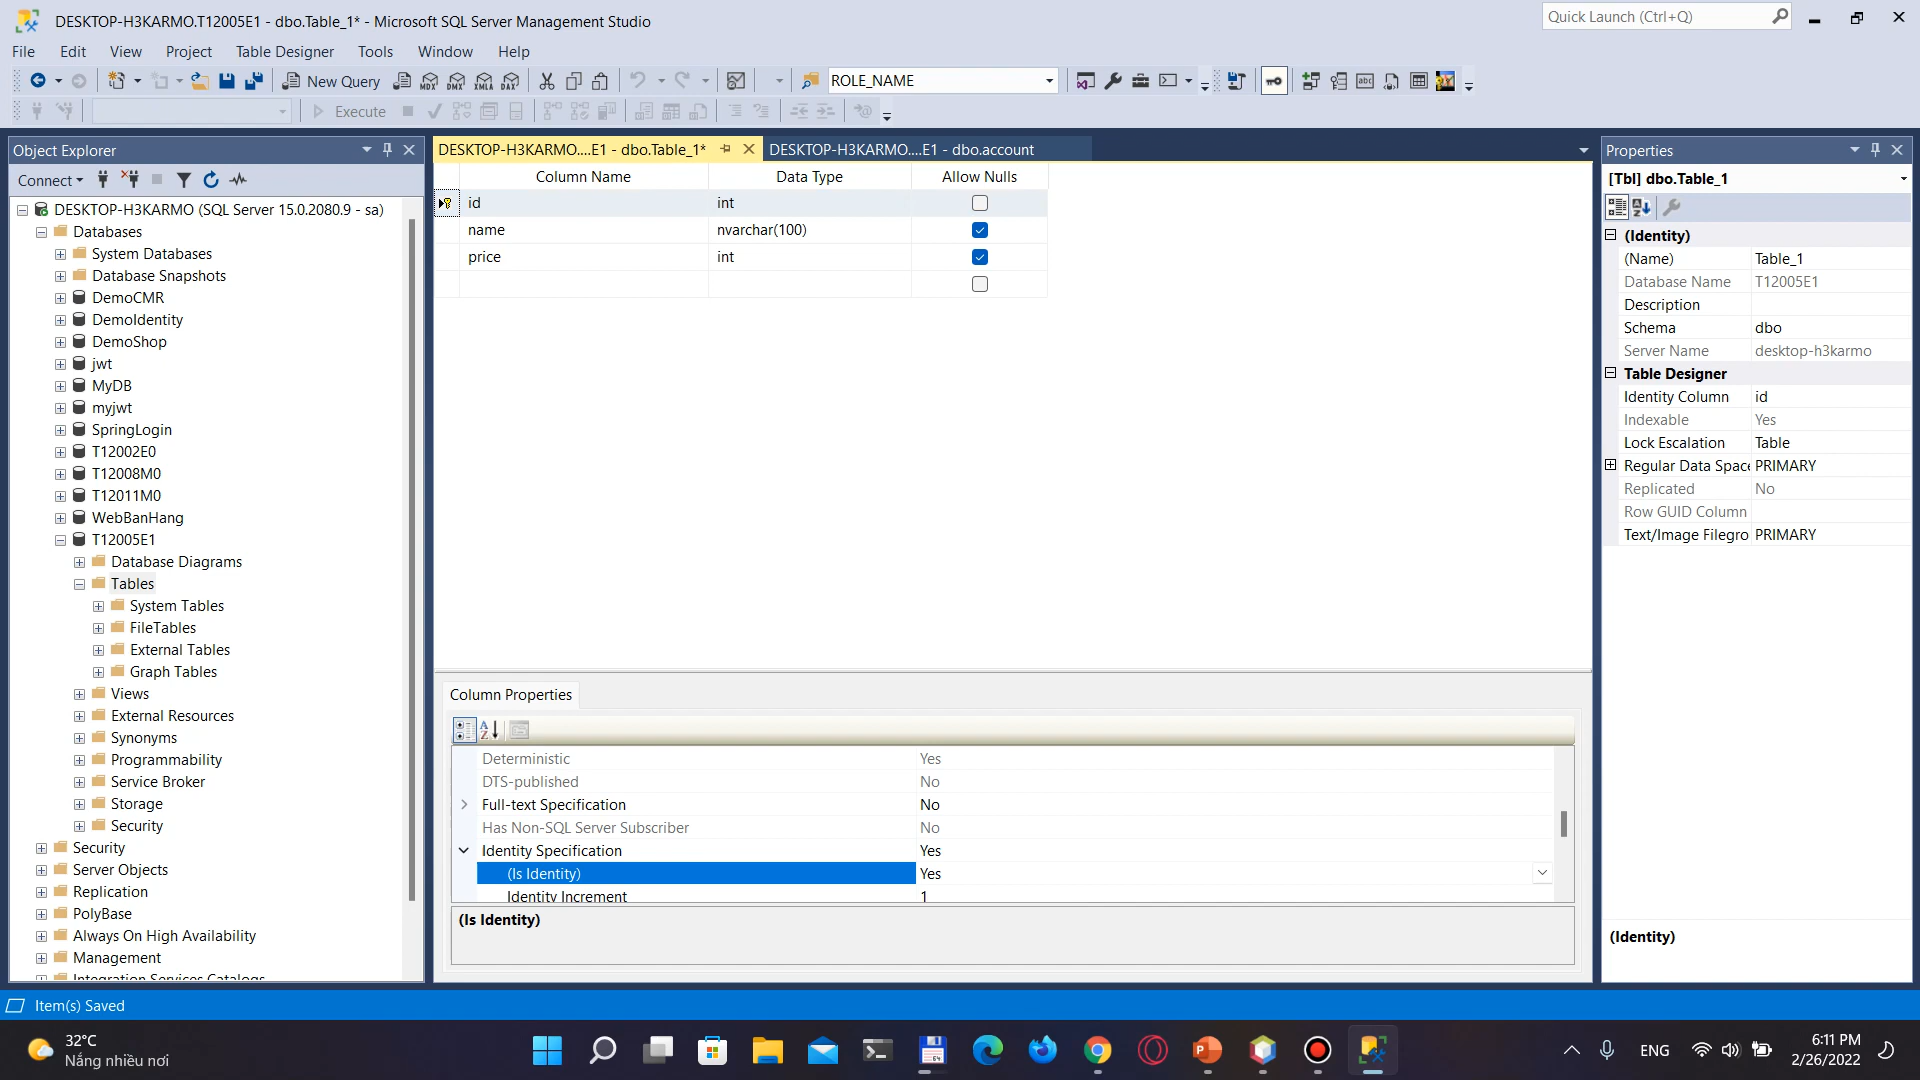 DESKTOP-H3KARMO.T12005E1 - dbo.Table_1* - Microsoft SQL Server Management Studio
Quick Launch (Ctrl+Q)
File Edit View Project Table Designer Tools Window Help
New Query
MDX DMX XMLA DAX
ROLE_NAME
Execute
Object Explorer
Connect
DESKTOP-H3KARMO (SQL Server 15.0.2080.9 - sa)
Databases
System Databases
Database Snapshots
DemoCMR
DemoIdentity
DemoShop
jwt
MyDB
myjwt
SpringLogin
T12002E0
T12008M0
T12011M0
WebBanHang
T12005E1
Database Diagrams
Tables
System Tables
FileTables
External Tables
Graph Tables
Views
External Resources
Synonyms
Programmability
Service Broker
Storage
Security
Security
Server Objects
Replication
PolyBase
Always On High Availability
Management
Integration Services Catalogs
DESKTOP-H3KARMO....E1 - dbo.Table_1*
DESKTOP-H3KARMO....E1 - dbo.account
Column Name Data Type Allow Nulls
id int
name nvarchar(100)
price int
Column Properties
Deterministic Yes
DTS-published No
Full-text Specification No
Has Non-SQL Server Subscriber No
Identity Specification Yes
(Is Identity) Yes
Identity Increment 1
(Is Identity)
Properties
[Tbl] dbo.Table_1
(Identity)
(Name) Table_1
Database Name T12005E1
Description
Schema dbo
Server Name desktop-h3karmo
Table Designer
Identity Column id
Indexable Yes
Lock Escalation Table
Regular Data Space PRIMARY
Replicated No
Row GUID Column
Text/Image Filegro PRIMARY
(Identity)
Item(s) Saved
32°C
Nắng nhiều nơi
ENG
6:11 PM
2/26/2022